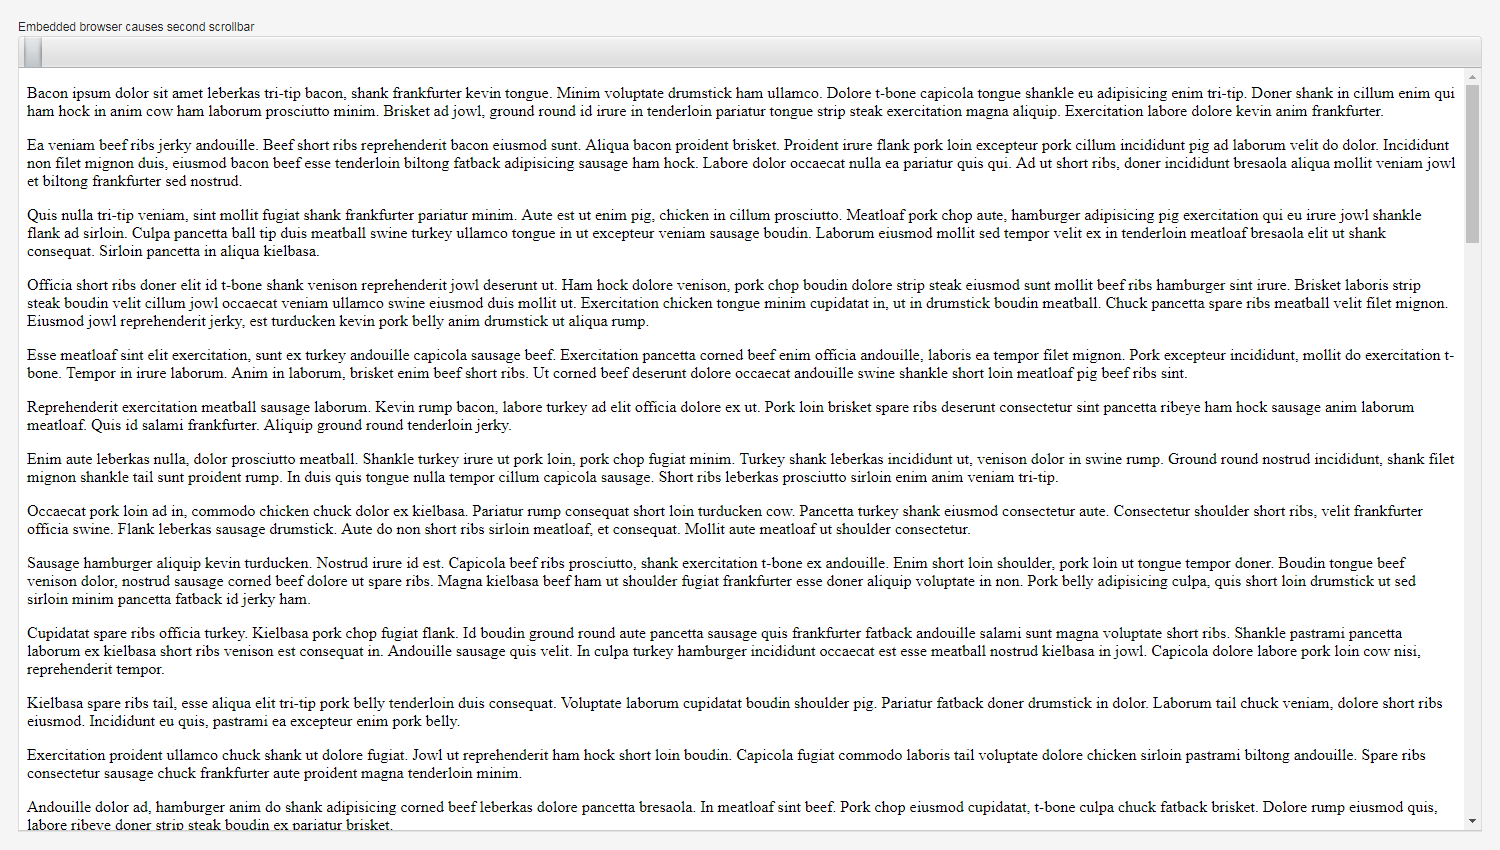 Embedded browser causes second scrollbar
Bacon ipsum dolor sit amet leberkas tri-tip bacon, shank frankfurter kevin tongue. Minim voluptate drumstick ham ullamco. Dolore t-bone capicola tongue shankle eu adipisicing enim tri-tip. Doner shank in cillum enim qui
ham hock in anim cow ham laborum prosciutto minim. Brisket ad jowl, ground round id irure in tenderloin pariatur tongue strip steak exercitation magna aliquip. Exercitation labore dolore kevin anim frankfurter.
Ea veniam beef ribs jerky andouille. Beef short ribs reprehenderit bacon eiusmod sunt. Aliqua bacon proident brisket. Proident irure flank pork loin excepteur pork cillum incididunt pig ad laborum velit do dolor. Incididunt
non filet mignon duis, eiusmod bacon beef esse tenderloin biltong fatback adipisicing sausage ham hock. Labore dolor occaecat nulla ea pariatur quis qui. Ad ut short ribs, doner incididunt bresaola aliqua mollit veniam jowl
et biltong frankfurter sed nostrud.
Quis nulla tri-tip veniam, sint mollit fugiat shank frankfurter pariatur minim. Aute est ut enim pig, chicken in cillum prosciutto. Meatloaf pork chop aute, hamburger adipisicing pig exercitation qui eu irure jowl shankle
flank ad sirloin. Culpa pancetta ball tip duis meatball swine turkey ullamco tongue in ut excepteur veniam sausage boudin. Laborum eiusmod mollit sed tempor velit ex in tenderloin meatloaf bresaola elit ut shank
consequat. Sirloin pancetta in aliqua kielbasa.
Officia short ribs doner elit id t-bone shank venison reprehenderit jowl deserunt ut. Ham hock dolore venison, pork chop boudin dolore strip steak eiusmod sunt mollit beef ribs hamburger sint irure. Brisket laboris strip
steak boudin velit cillum jowl occaecat veniam ullamco swine eiusmod duis mollit ut. Exercitation chicken tongue minim cupidatat in, ut in drumstick boudin meatball. Chuck pancetta spare ribs meatball velit filet mignon.
Eiusmod jowl reprehenderit jerky, est turducken kevin pork belly anim drumstick ut aliqua rump.
Esse meatloaf sint elit exercitation, sunt ex turkey andouille capicola sausage beef. Exercitation pancetta corned beef enim officia andouille, laboris ea tempor filet mignon. Pork excepteur incididunt, mollit do exercitation t-
bone. Tempor in irure laborum. Anim in laborum, brisket enim beef short ribs. Ut corned beef deserunt dolore occaecat andouille swine shankle short loin meatloaf pig beef ribs sint.
Reprehenderit exercitation meatball sausage laborum. Kevin rump bacon, labore turkey ad elit officia dolore ex ut. Pork loin brisket spare ribs deserunt consectetur sint pancetta ribeye ham hock sausage anim laborum
meatloaf. Quis id salami frankfurter. Aliquip ground round tenderloin jerky.
Enim aute leberkas nulla, dolor prosciutto meatball. Shankle turkey irure ut pork loin, pork chop fugiat minim. Turkey shank leberkas incididunt ut, venison dolor in swine rump. Ground round nostrud incididunt, shank filet
mignon shankle tail sunt proident rump. In duis quis tongue nulla tempor cillum capicola sausage. Short ribs leberkas prosciutto sirloin enim anim veniam tri-tip.
Occaecat pork loin ad in, commodo chicken chuck dolor ex kielbasa. Pariatur rump consequat short loin turducken cow. Pancetta turkey shank eiusmod consectetur aute. Consectetur shoulder short ribs, velit frankfurter
officia swine. Flank leberkas sausage drumstick. Aute do non short ribs sirloin meatloaf, et consequat. Mollit aute meatloaf ut shoulder consectetur.
Sausage hamburger aliquip kevin turducken. Nostrud irure id est. Capicola beef ribs prosciutto, shank exercitation t-bone ex andouille. Enim short loin shoulder, pork loin ut tongue tempor doner. Boudin tongue beef
venison dolor, nostrud sausage corned beef dolore ut spare ribs. Magna kielbasa beef ham ut shoulder fugiat frankfurter esse doner aliquip voluptate in non. Pork belly adipisicing culpa, quis short loin drumstick ut sed
sirloin minim pancetta fatback id jerky ham.
Cupidatat spare ribs officia turkey. Kielbasa pork chop fugiat flank. Id boudin ground round aute pancetta sausage quis frankfurter fatback andouille salami sunt magna voluptate short ribs. Shankle pastrami pancetta
laborum ex kielbasa short ribs venison est consequat in. Andouille sausage quis velit. In culpa turkey hamburger incididunt occaecat est esse meatball nostrud kielbasa in jowl. Capicola dolore labore pork loin cow nisi,
reprehenderit tempor.
Kielbasa spare ribs tail, esse aliqua elit tri-tip pork belly tenderloin duis consequat. Voluptate laborum cupidatat boudin shoulder pig. Pariatur fatback doner drumstick in dolor. Laborum tail chuck veniam, dolore short ribs
eiusmod. Incididunt eu quis, pastrami ea excepteur enim pork belly.
Exercitation proident ullamco chuck shank ut dolore fugiat. Jowl ut reprehenderit ham hock short loin boudin. Capicola fugiat commodo laboris tail voluptate dolore chicken sirloin pastrami biltong andouille. Spare ribs
consectetur sausage chuck frankfurter aute proident magna tenderloin minim.
Andouille dolor ad, hamburger anim do shank adipisicing corned beef leberkas dolore pancetta bresaola. In meatloaf sint beef. Pork chop eiusmod cupidatat, t-bone culpa chuck fatback brisket. Dolore rump eiusmod quis,
labore ribeye doner strip steak boudin ex pariatur brisket.